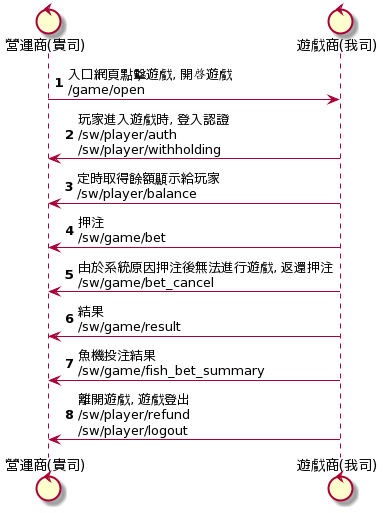 營運商(貴司)
遊戲商(我司)
1 入口網頁點擊遊戲, 開啓遊戲
/game/open
玩家進入遊戲時, 登入認證
2 /sw/player/auth
/sw/player/withholding
3 定時取得餘額顯示給玩家
/sw/player/balance
4 押注
/sw/game/bet
5 由於系統原因押注後無法進行遊戲, 返還押注
/sw/game/bet_cancel
6 結果
/sw/game/result
7 魚機投注結果
/sw/game/fish_bet_summary
離開遊戲, 遊戲登出
8 /sw/player/refund
/sw/player/logout
營運商(貴司)
遊戲商(我司)